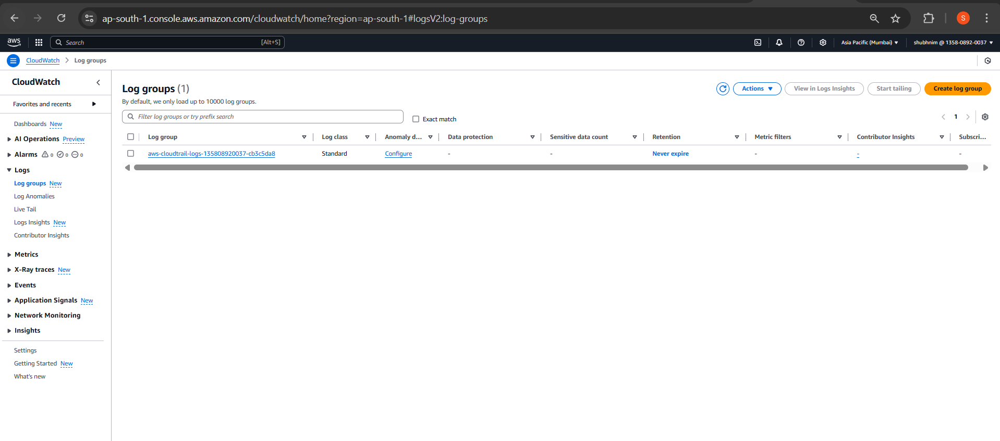 ap-south-1.console.aws.amazon.com/cloudwatch/home?region=ap-south-1#logsV2:log-groups
S
aws
Search
[Alt+S]
Asia Pacific (Mumbai)
shubhnim @ 1358-0892-0037
CloudWatch > Log groups
CloudWatch
Favorites and recents
Dashboards New
AI Operations Preview
Alarms 0 0 0
Logs
Log groups New
Log Anomalies
Live Tail
Logs Insights New
Contributor Insights
Metrics
X-Ray traces New
Events
Application Signals New
Network Monitoring
Insights
Settings
Getting Started New
What's new
Log groups (1)
By default, we only load up to 10000 log groups.
Actions
View in Logs Insights
Start tailing
Create log group
Filter log groups or try prefix search
Exact match
1
Log group Log class Anomaly d... Data protection Sensitive data count Retention Metric filters Contributor Insights Subscri...
aws-cloudtrail-logs-135808920037-cb3c5da8 Standard Configure - - Never expire - - -